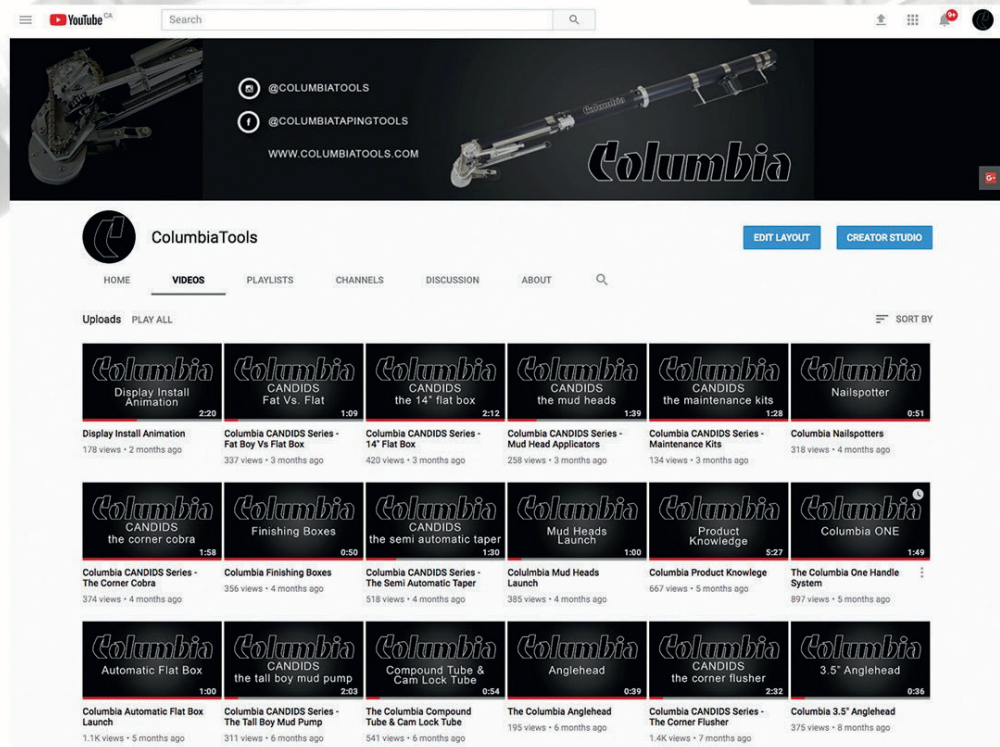 YouTube CA
Search
9+
@COLUMBIATOOLS
@COLUMBIATAPINGTOOLS
WWW.COLUMBIATOOLS.COM
Columbia
Columbia
G+
ColumbiaTools
EDIT LAYOUT
CREATOR STUDIO
HOME VIDEOS PLAYLISTS CHANNELS DISCUSSION ABOUT
Uploads PLAY ALL
SORT BY
Columbia
Display Install
Animation
2:20
Display Install Animation
178 views • 2 months ago
Columbia
CANDIDS
Fat Vs. Flat
1:09
Columbia CANDIDS Series -
Fat Boy Vs Flat Box
337 views • 3 months ago
Columbia
CANDIDS
the 14" flat box
2:12
Columbia CANDIDS Series -
14" Flat Box
420 views • 3 months ago
Columbia
CANDIDS
the mud heads
1:39
Columbia CANDIDS Series -
Mud Head Applicators
258 views • 3 months ago
Columbia
CANDIDS
the maintenance kits
1:28
Columbia CANDIDS Series -
Maintenance Kits
134 views • 3 months ago
Columbia
Nailspotter
0:51
Columbia Nailspotters
318 views • 4 months ago
Columbia
CANDIDS
the corner cobra
1:58
Columbia CANDIDS Series -
The Corner Cobra
374 views • 4 months ago
Columbia
Finishing Boxes
0:50
Columbia Finishing Boxes
356 views • 4 months ago
Columbia
CANDIDS
the semi automatic taper
1:30
Columbia CANDIDS Series -
The Semi Automatic Taper
518 views • 4 months ago
Columbia
Mud Heads
Launch
1:00
Colulmbia Mud Heads
Launch
385 views • 4 months ago
Columbia
Product
Knowledge
5:27
Columbia Product Knowlege
667 views • 5 months ago
Columbia
Columbia ONE
1:49
The Columbia One Handle
System
897 views • 5 months ago
Columbia
Automatic Flat Box
1:00
Columbia Automatic Flat Box
Launch
1.1K views • 5 months ago
Columbia
CANDIDS
the tall boy mud pump
2:03
Columbia CANDIDS Series -
The Tall Boy Mud Pump
311 views • 6 months ago
Columbia
Compound Tube &
Cam Lock Tube
0:54
The Columbia Compound
Tube & Cam Lock Tube
541 views • 6 months ago
Columbia
Anglehead
0:39
The Columbia Anglehead
195 views • 6 months ago
Columbia
CANDIDS
the corner flusher
2:32
Columbia CANDIDS Series -
The Corner Flusher
1.4K views • 7 months ago
Columbia
3.5" Anglehead
0:36
Columbia 3.5" Anglehead
375 views • 8 months ago